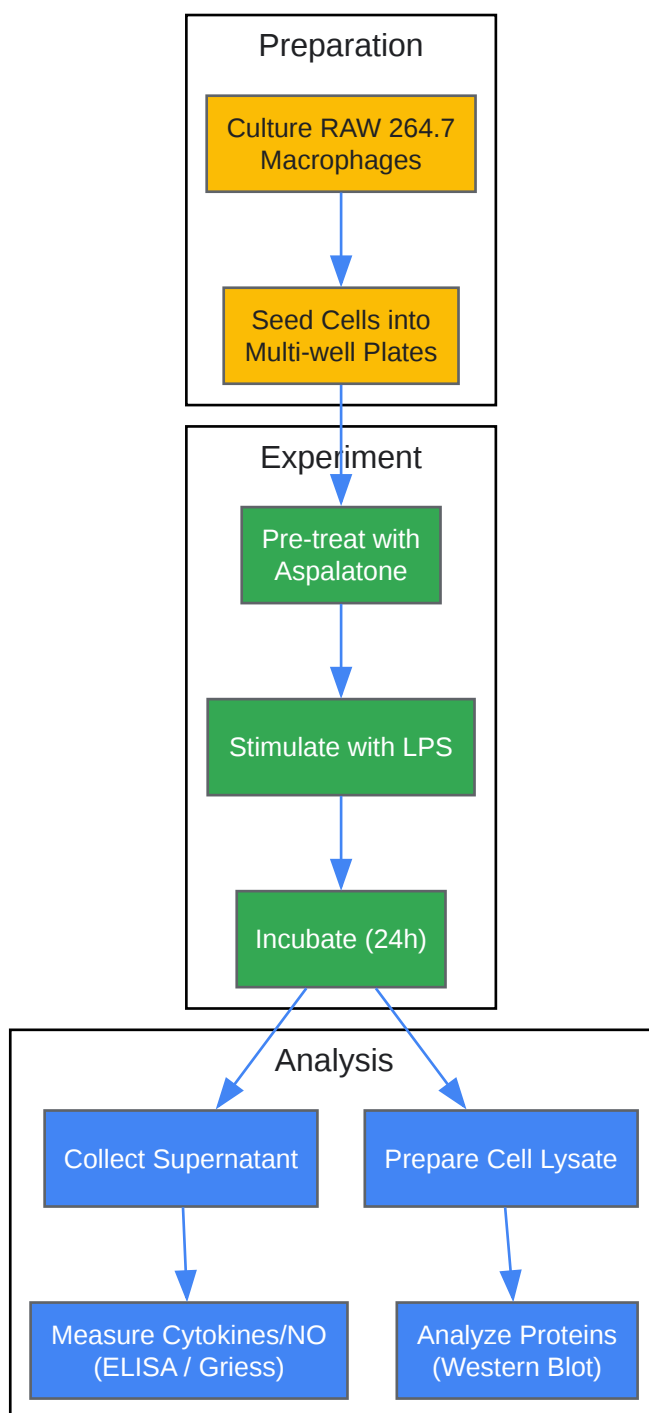 Preparation
Culture RAW 264.7
Macrophages
Seed Cells into
Multi-well Plates
Experiment
Pre-treat with
Aspalatone
Stimulate with LPS
Incubate (24h)
Analysis
Collect Supernatant
Prepare Cell Lysate
Measure Cytokines/NO
(ELISA / Griess)
Analyze Proteins
(Western Blot)